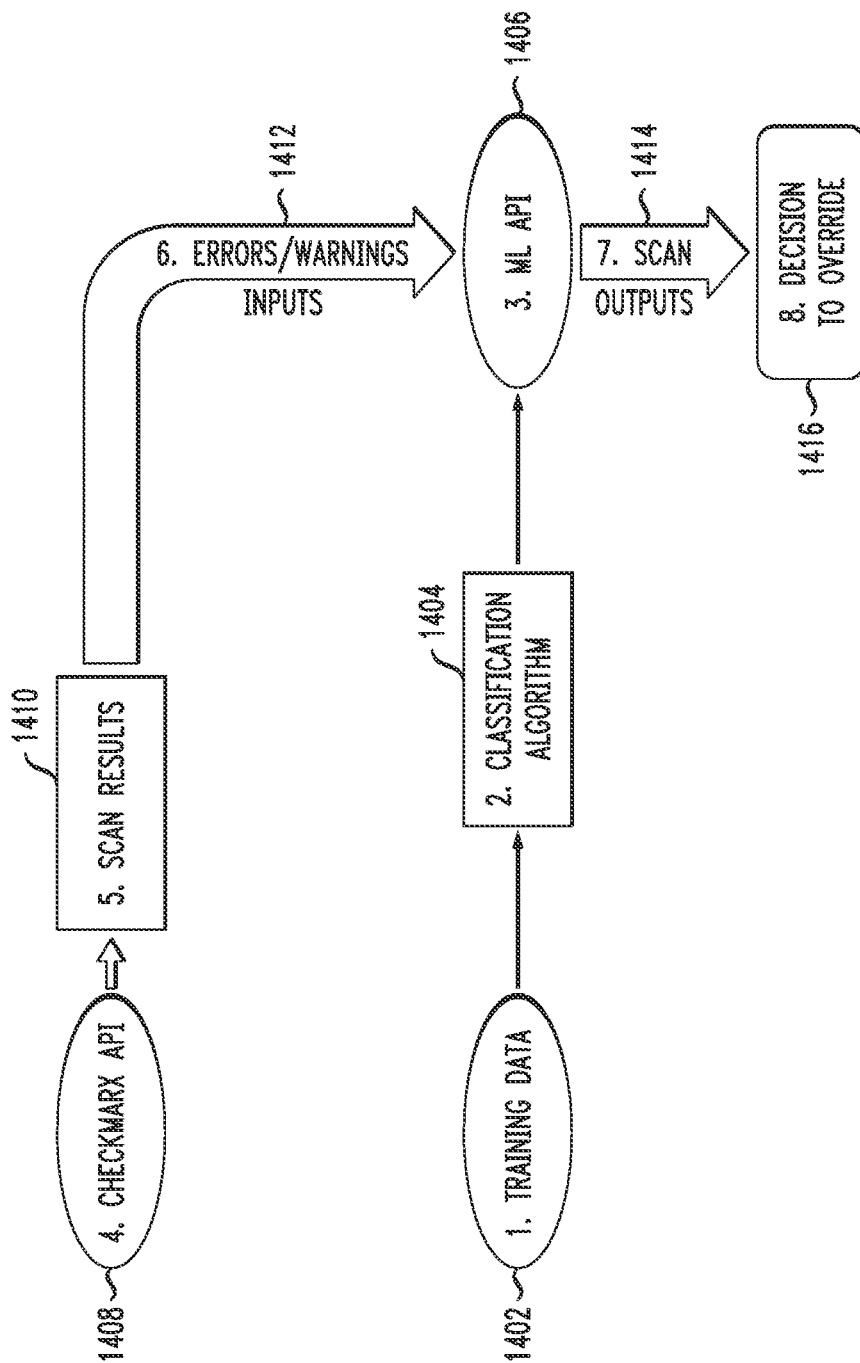 1408
4. CHECKMARX API
1410
5. SCAN RESULTS
1412
6. ERRORS/WARNINGS
INPUTS
1402
1. TRAINING DATA
1404
2. CLASSIFICATION
ALGORITHM
1406
3. ML API
1414
7. SCAN
OUTPUTS
1416
8. DECISION
TO OVERRIDE